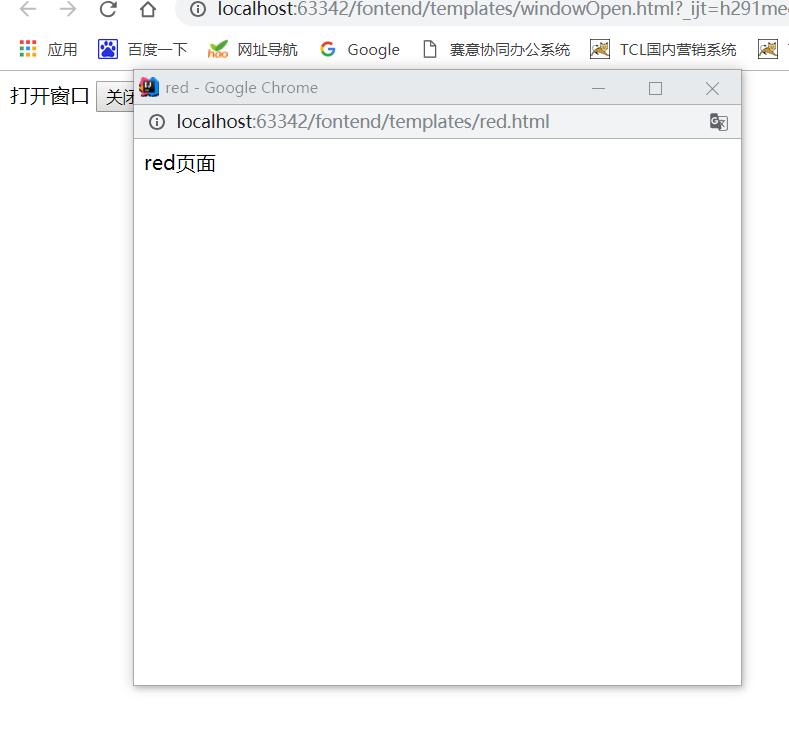 localhost:63342/fontend/templates/windowOpen.html?_ijt=h291me
应用 百度一下 网址导航 Google 赛意协同办公系统 TCL国内营销系统
打开窗口 关闭
red - Google Chrome
localhost:63342/fontend/templates/red.html
red页面